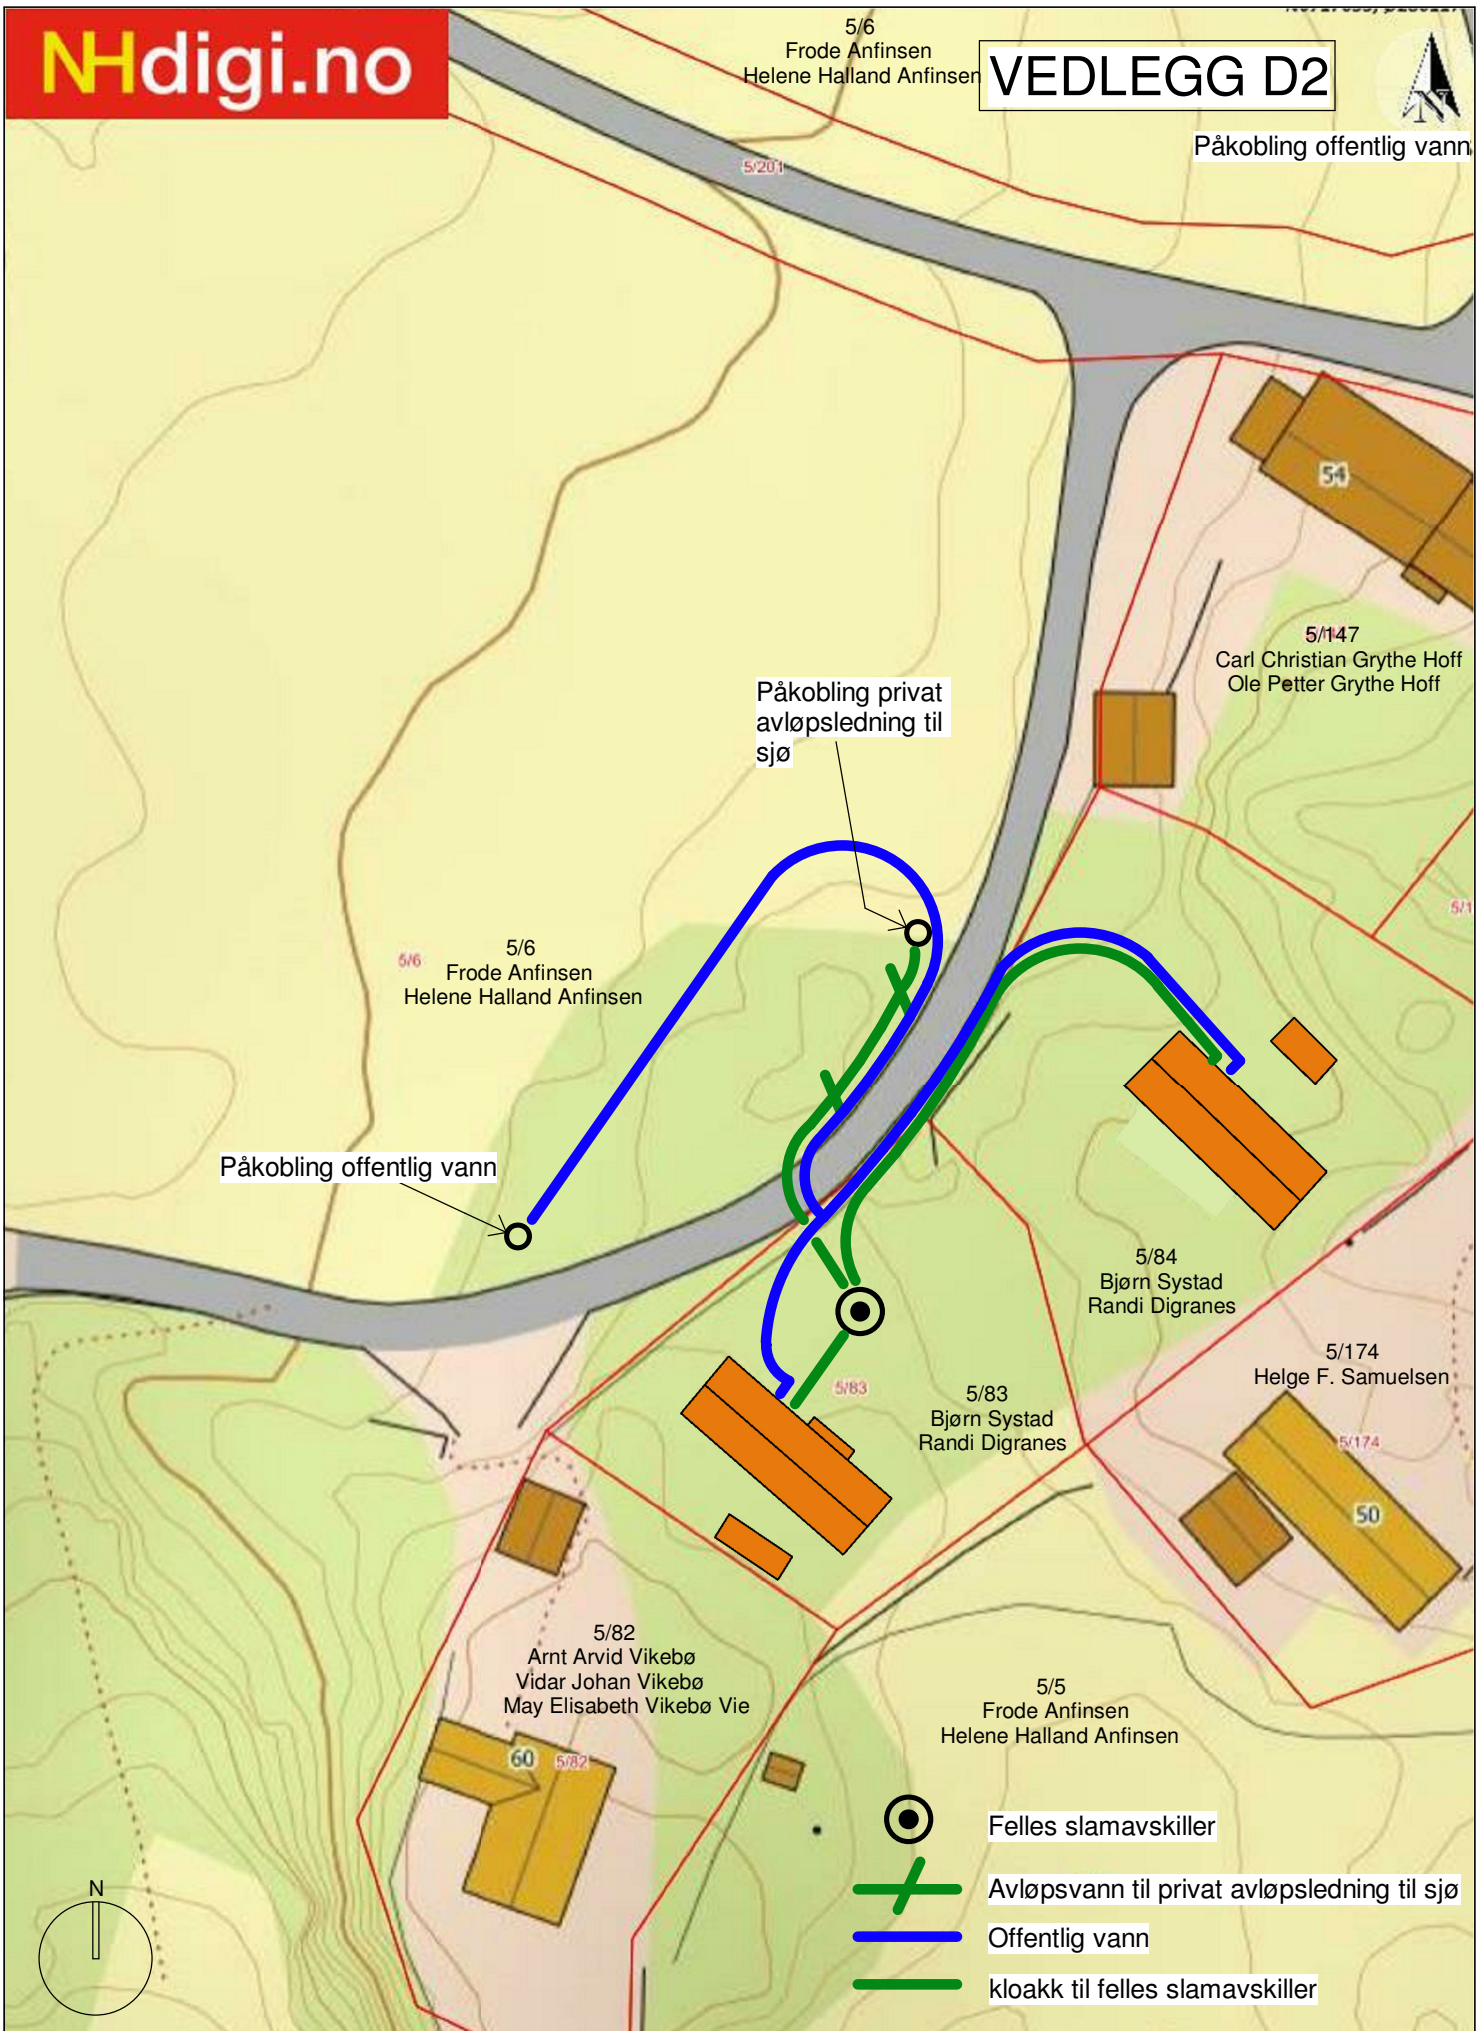 NHdigi.no
5/6
Frode Anfinsen
Helene Halland Anfinsen
VEDLEGG D2
N
Påkobling offentlig vann
5/201
54
5/147
Carl Christian Grythe Hoff
Ole Petter Grythe Hoff
Påkobling privat
avløpsledning til
sjø
5/1
5/6
5/6
Frode Anfinsen
Helene Halland Anfinsen
Påkobling offentlig vann
5/84
Bjørn Systad
Randi Digranes
5/174
Helge F. Samuelsen
5/83
5/83
Bjørn Systad
Randi Digranes
5/174
50
5/82
Arnt Arvid Vikebø
Vidar Johan Vikebø
May Elisabeth Vikebø Vie
5/5
Frode Anfinsen
Helene Halland Anfinsen
60
5/82
Felles slamavskiller
Avløpsvann til privat avløpsledning til sjø
Offentlig vann
kloakk til felles slamavskiller
N